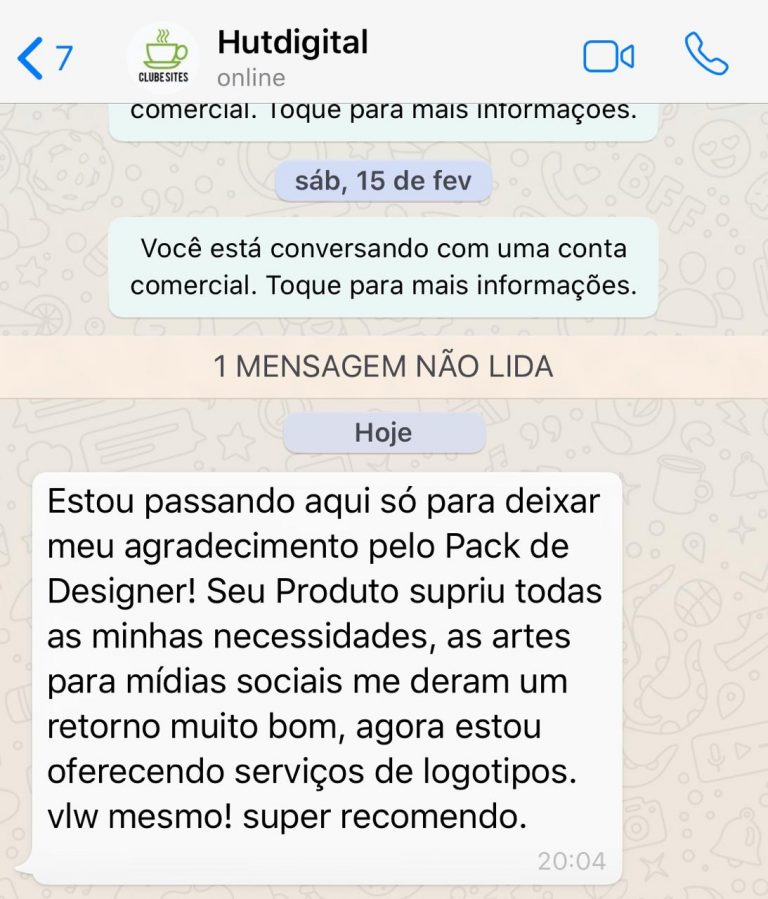 7
Hutdigital
online
CLUBESITES
comercial. Toque para mais informações.
sáb, 15 de fev
Você está conversando com uma conta
comercial. Toque para mais informações.
1 MENSAGEM NÃO LIDA
Hoje
Estou passando aqui só para deixar
meu agradecimento pelo Pack de
Designer! Seu Produto supriu todas
as minhas necessidades, as artes
para mídias sociais me deram um
retorno muito bom, agora estou
oferecendo serviços de logotipos.
vlw mesmo! super recomendo.
20:04